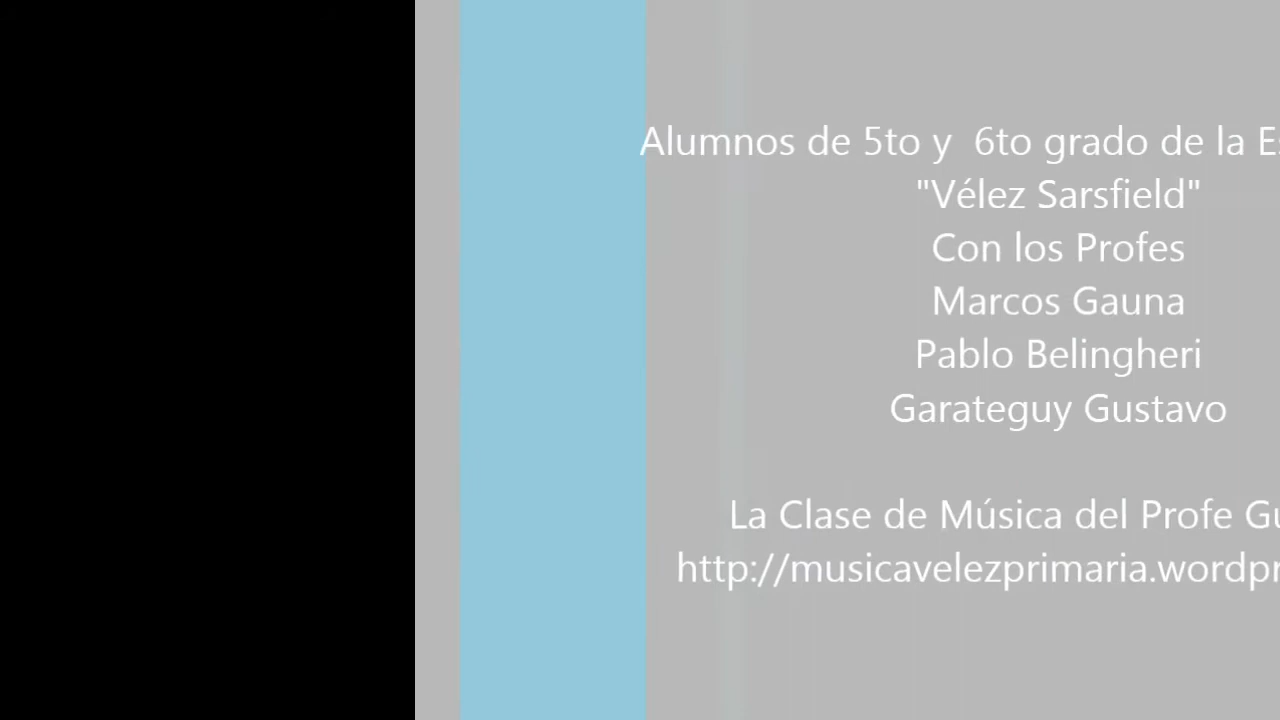 Alumnos de 5to y 6to grado de la
"Vélez Sarsfield"
Con los Profes
Marcos Gauna
Pablo Belingheri
Garateguy Gustavo
La Clase de Música del Profe
http://musicavelezprimaria.wordpr